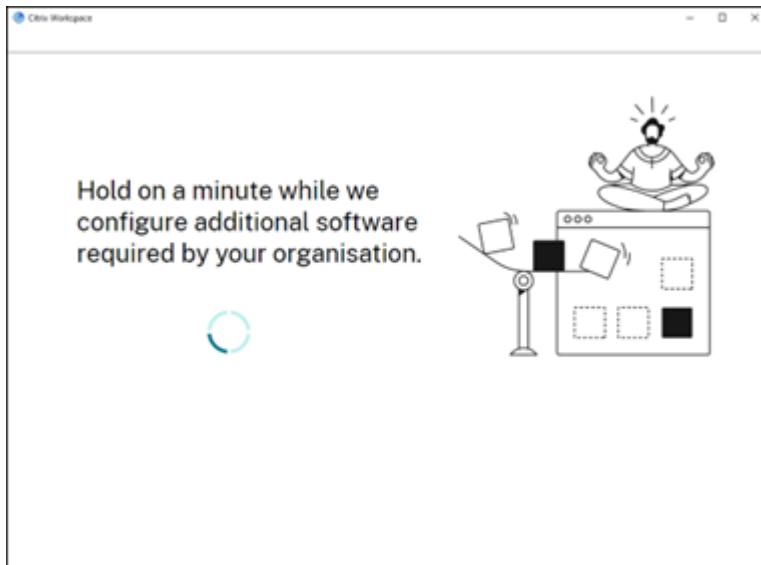 Citrix Workspace
Hold on a minute while we
configure additional software
required by your organisation.